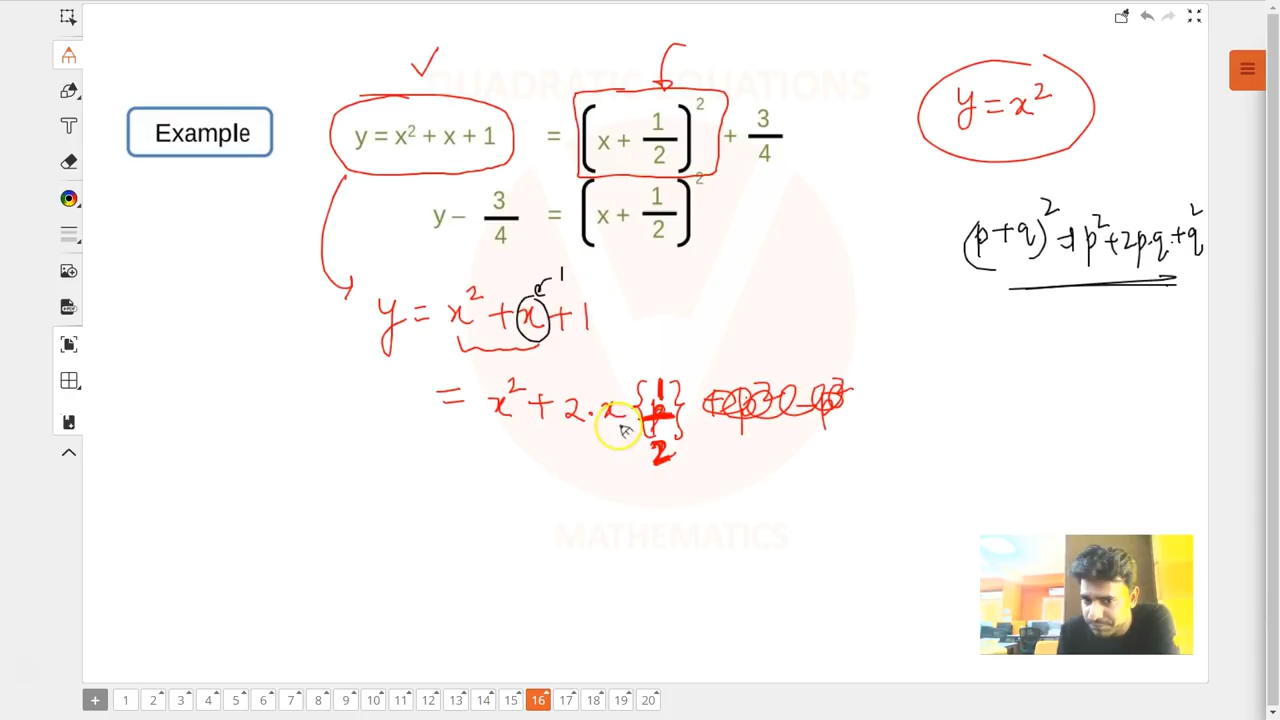 QUADRATIC EQUATIONS
Example
y = x² + x + 1 = [x + 1/2]² + 3/4
y – 3/4 = [x + 1/2]²
y = x²
(p+q)² = p² + 2p.q. + q²
1
y = x² + x + 1
= x² + 2.x {1/2}
MATHEMATICS
+ 1 2 3 4 5 6 7 8 9 10 11 12 13 14 15 16 17 18 19 20